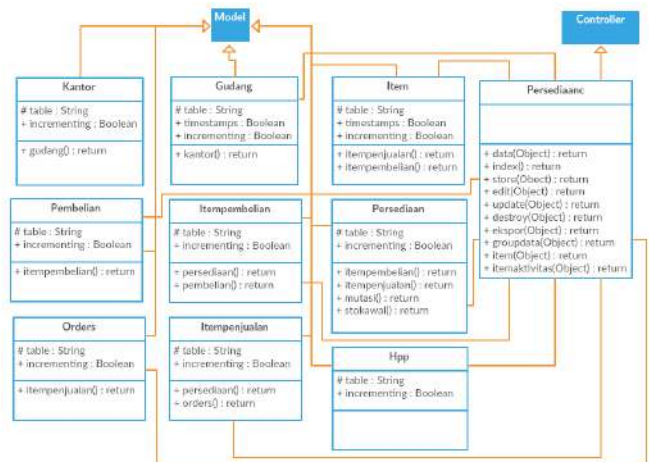 Model
Controller
Kantor
# table : String
+ incrementing : Boolean
+ gudang() : return
Gudang
# table : String
+ timestamps : Boolean
+ incrementing : Boolean
+ kantor() : return
Item
# table : String
+ timestamps : Boolean
+ incrementing : Boolean
+ Itempenjualan() : return
+ itempembelian() : return
Persediaanc
+ data(Object) : return
+ index() : return
+ store(Obect) : return
+ edit(Object) : return
+ update(Object) : return
+ destroy(Object) : return
+ ekspor(Object) : return
+ groupdata(Object) : return
+ item(Object) : return
+ itemaktivitas(Object) : return
Pembelian
# table : String
+ incrementing : Boolean
+ itempembelian() : return
Itempembelian
# table : String
+ incrementing : Boolean
+ persediaan() : return
+ pembelian() : return
Persediaan
# table : String
+ incrementing : Boolean
+ itempembelian() : return
+ itempenjualan() : return
+ mutasi() : return
+ stokawal() : return
Orders
# table : String
+ incrementing : Boolean
+ itempenjualan() : return
Itempenjualan
# table : String
+ incrementing : Boolean
+ persediaan() : return
+ orders() : return
Hpp
# table : String
+ incrementing : Boolean